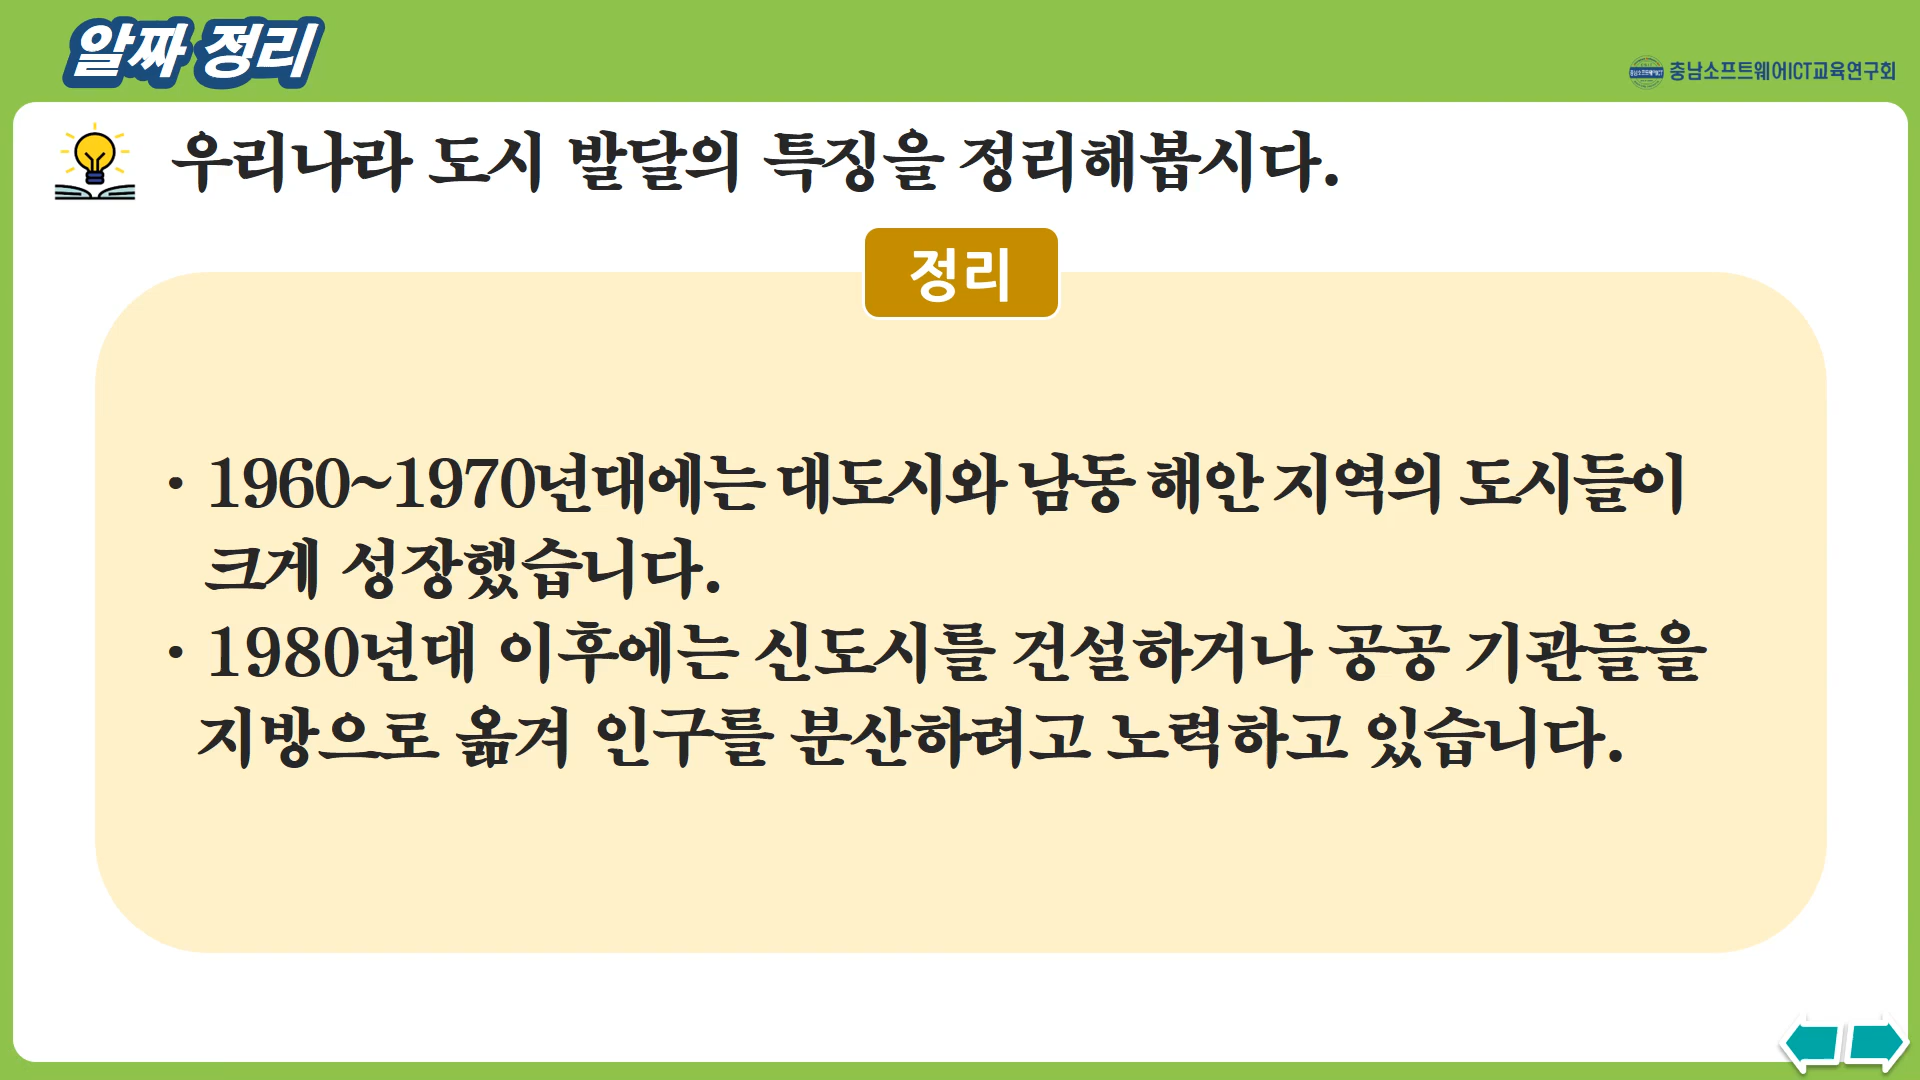 알짜 정리
충남소프트웨어ICT교육연구회
우리나라 도시 발달의 특징을 정리해봅시다.
정리
· 1960~1970년대에는 대도시와 남동 해안 지역의 도시들이
크게 성장했습니다.
· 1980년대 이후에는 신도시를 건설하거나 공공 기관들을
지방으로 옮겨 인구를 분산하려고 노력하고 있습니다.